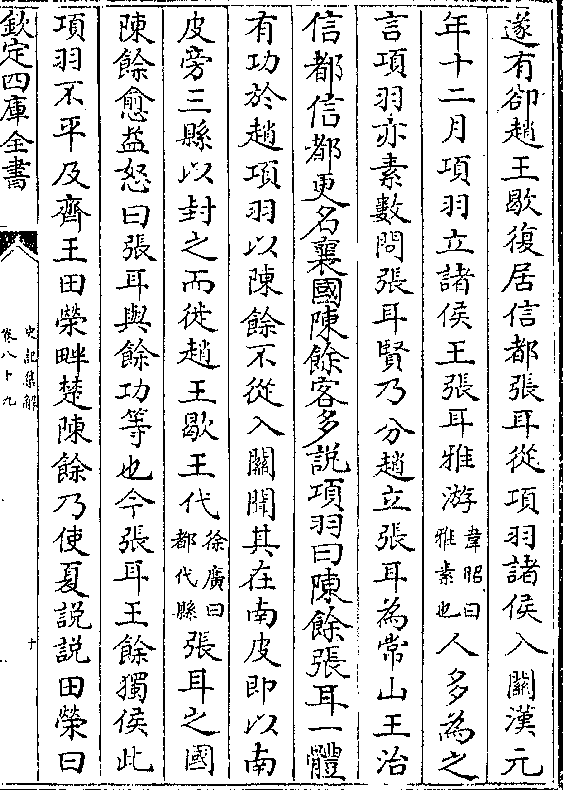 遂有卻趙王歇復居信都張耳從項羽諸侯入關漢元
年十二月項羽立諸侯王張耳雅游韋昭曰雅素也人多為之
言項羽亦素數聞張耳賢乃分趙立張耳為常山王治
信都信都更名襄國陳餘客多説項羽曰陳餘張耳一體
有功於趙項羽以陳餘不從入關聞其在南皮即以南
皮旁三縣以封之而徙趙王歇王代徐廣曰都代縣張耳之國
陳餘愈益怒曰張耳與餘功等也今張耳王餘獨侯此
項羽不平及齊王田榮畔楚陳餘乃使夏説説田榮曰
欽定四庫全書
史記集解
卷八十九
十